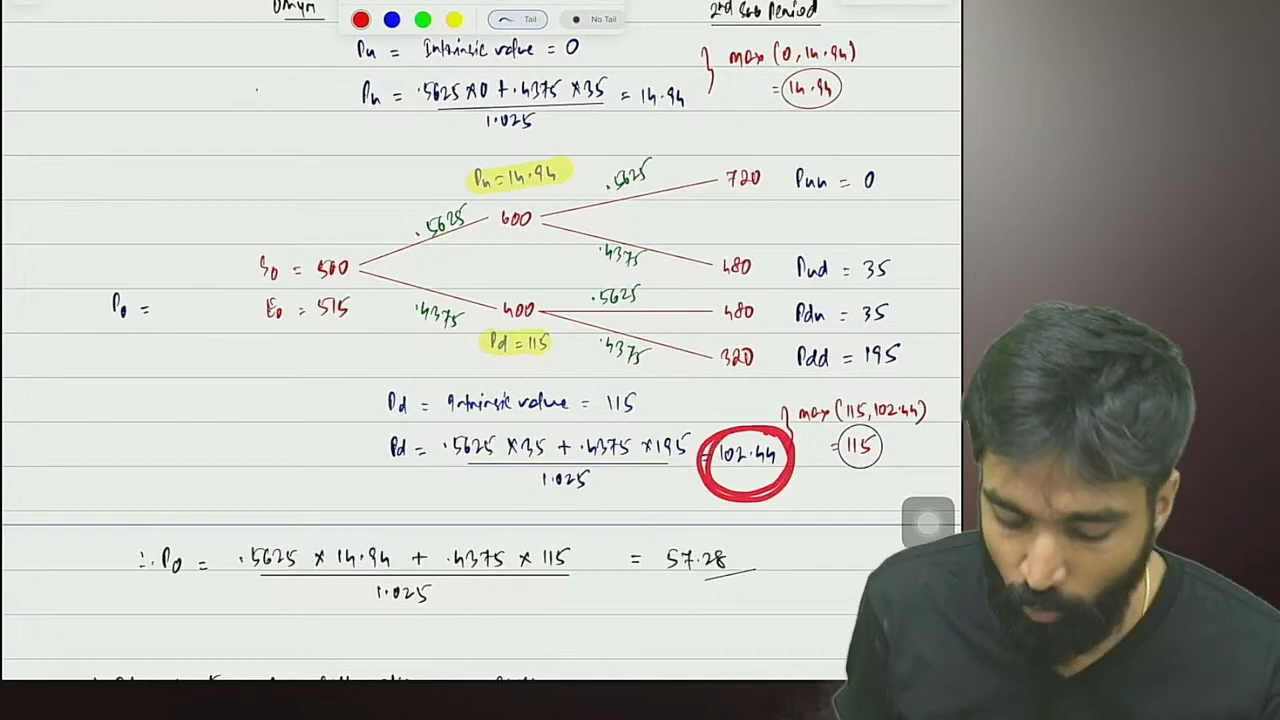 2nd Sub Period
Tail
No Tail
Pu = Intrinsic value = 0
max (0, 14.94)
= 14.94
Pu = .5625 × 0 + .4375 × 35 = 14.94
1.025
Pu = 14.94
.5625
720
Puu = 0
.5625
600
.4375
S0 = 500
480
Pud = 35
P0 =
E0 = 515
.4375
400
.5625
480
Pdu = 35
Pd = 115
.4375
320
Pdd = 195
Pd = Intrinsic value = 115
max (115, 102.44)
= 115
Pd = .5625 × 35 + .4375 × 195 = 102.44
1.025
∴ P0 = .5625 × 14.94 + .4375 × 115 = 57.28
1.025